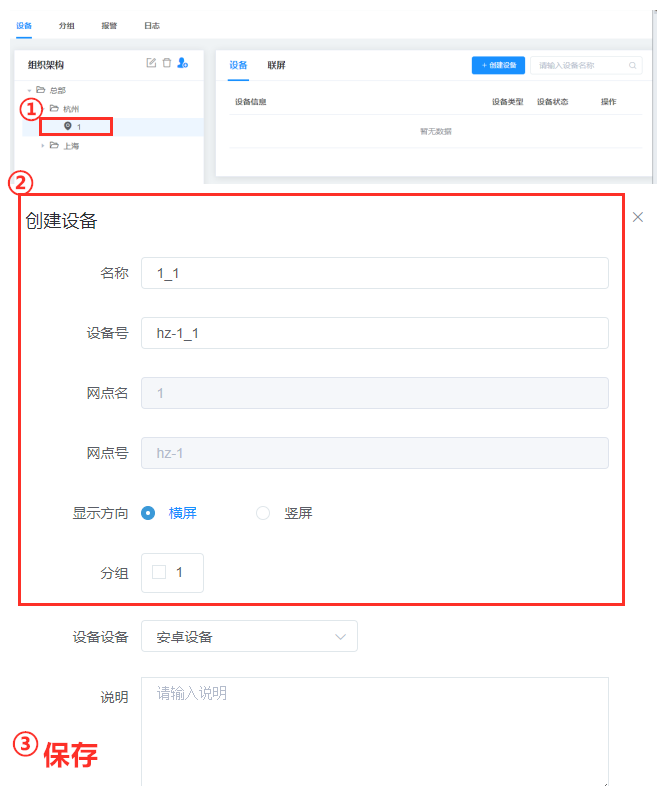 设备 分组 报警 日志
组织架构
总部
① 杭州
1
上海
设备 联屏 + 创建设备 请输入设备名称
设备信息 设备类型 设备状态 操作
暂无数据
②
创建设备
名称 1_1
设备号 hz-1_1
网点名 1
网点号 hz-1
显示方向 横屏 竖屏
分组 1
设备设备 安卓设备
说明 请输入说明
③ 保存